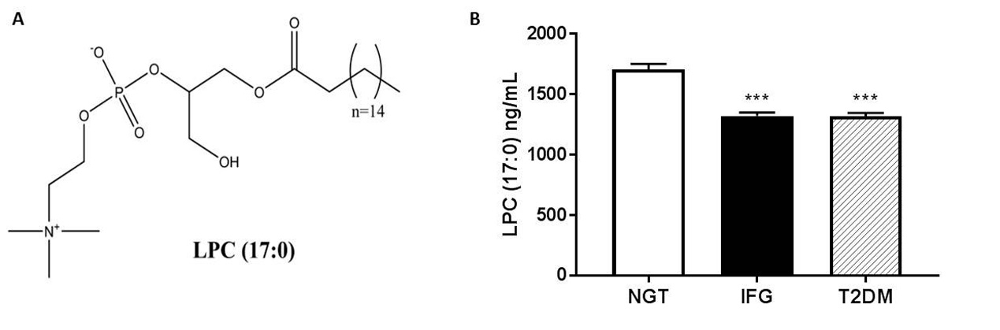 A
O
⁻O
O
P
O
O
n=14
O
OH
N⁺
LPC (17:0)
B
LPC (17:0) ng/mL
2000
1500
1000
500
0
***
***
NGT IFG T2DM